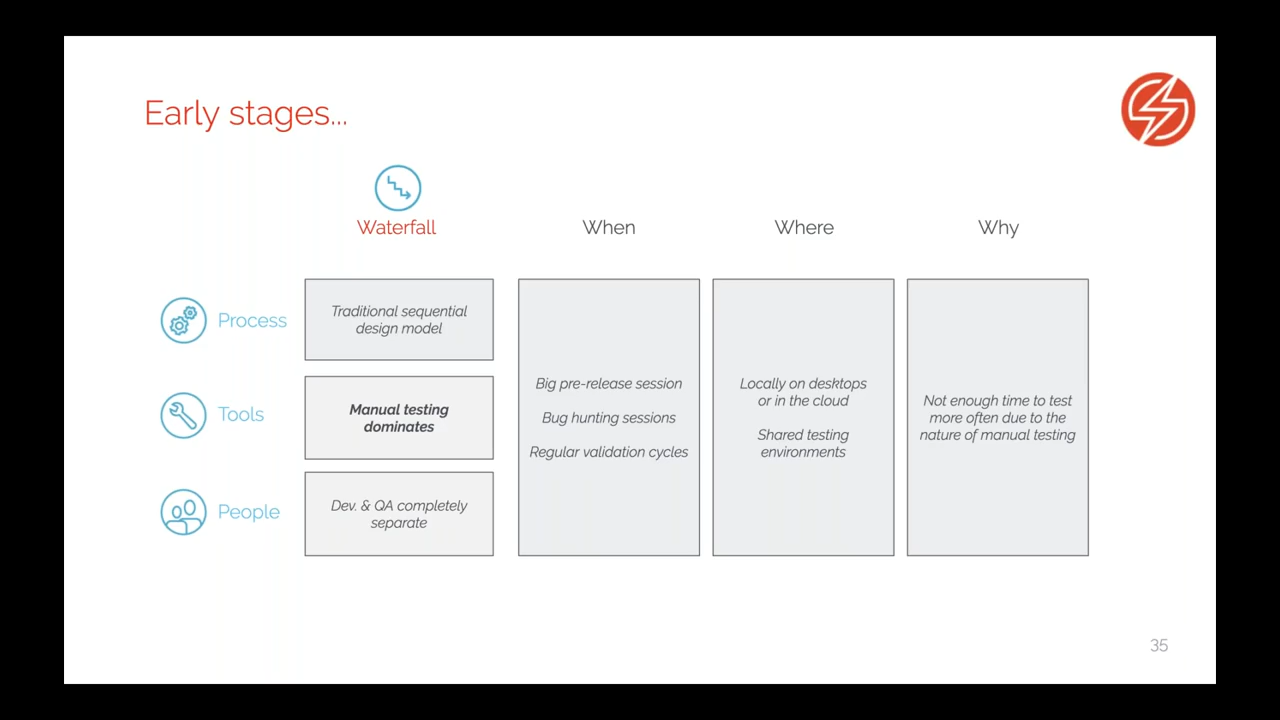 Early stages...
Waterfall
When
Where
Why
Process
Traditional sequential
design model
Tools
Manual testing
dominates
People
Dev. & QA completely
separate
Big pre-release session
Bug hunting sessions
Regular validation cycles
Locally on desktops
or in the cloud
Shared testing
environments
Not enough time to test
more often due to the
nature of manual testing
35